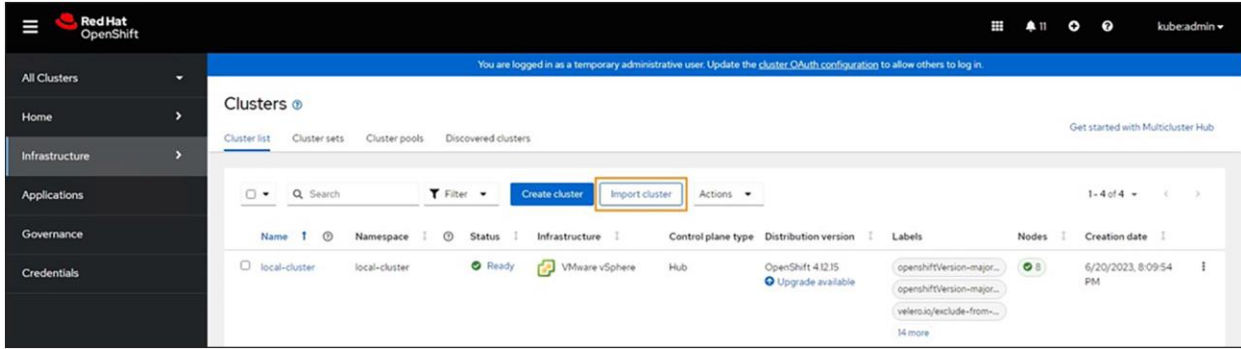 Red Hat
OpenShift
11
kube:admin
You are logged in as a temporary administrative user. Update the cluster OAuth configuration to allow others to log in.
All Clusters
Home
Infrastructure
Applications
Governance
Credentials
Clusters
Get started with Multicluster Hub
Cluster list Cluster sets Cluster pools Discovered clusters
Search Filter Create cluster Import cluster Actions 1-4 of 4
Name Namespace Status Infrastructure Control plane type Distribution version Labels Nodes Creation date
local-cluster local-cluster Ready VMware vSphere Hub OpenShift 4.12.15 openshiftVersion-major... 8 6/20/2023, 8:09:54
Upgrade available openshiftVersion-major... PM
velero.io/exclude-from-...
14 more